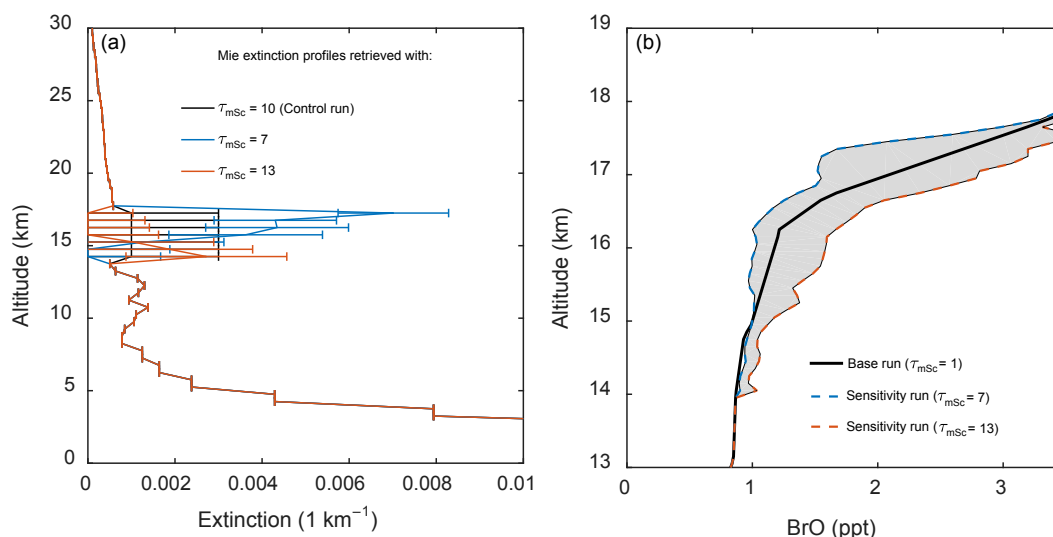 (a)
Mie extinction profiles retrieved with:
τmSc = 10 (Control run)
τmSc = 7
τmSc = 13
30
25
20
15
10
5
0
Altitude (km)
0 0.002 0.004 0.006 0.008 0.01
Extinction (1 km⁻¹)
(b)
19
18
17
16
15
14
13
Altitude (km)
Base run (τmSc = 1)
Sensitivity run (τmSc = 7)
Sensitivity run (τmSc = 13)
0 1 2 3
BrO (ppt)